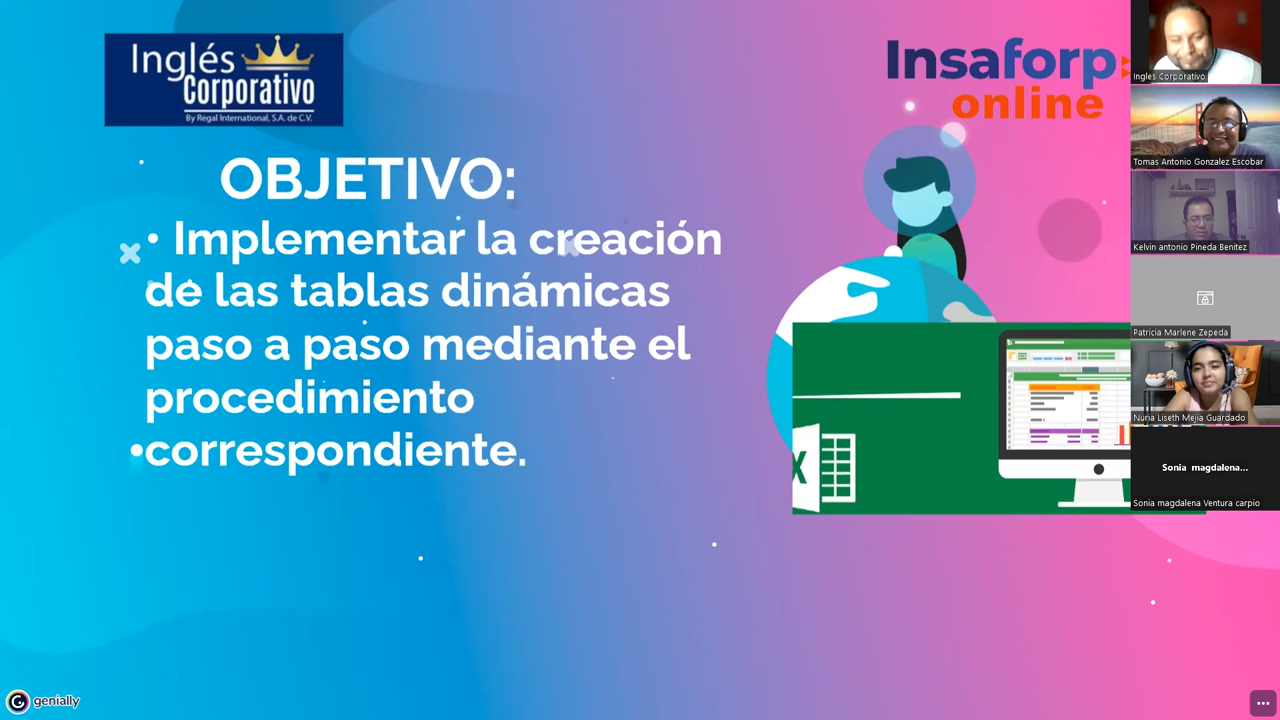 Inglés
Corporativo
By Regal International, S.A. de C.V.
Insaforp
online
OBJETIVO:
• Implementar la creación
de las tablas dinámicas
paso a paso mediante el
procedimiento
•correspondiente.
X
genially
Ingles Corporativo
Tomas Antonio Gonzalez Escobar
Kelvin antonio Pineda Benitez
Patricia Marlene Zepeda
Nuria Liseth Mejia Guardado
Sonia magdalena...
Sonia magdalena Ventura carpio